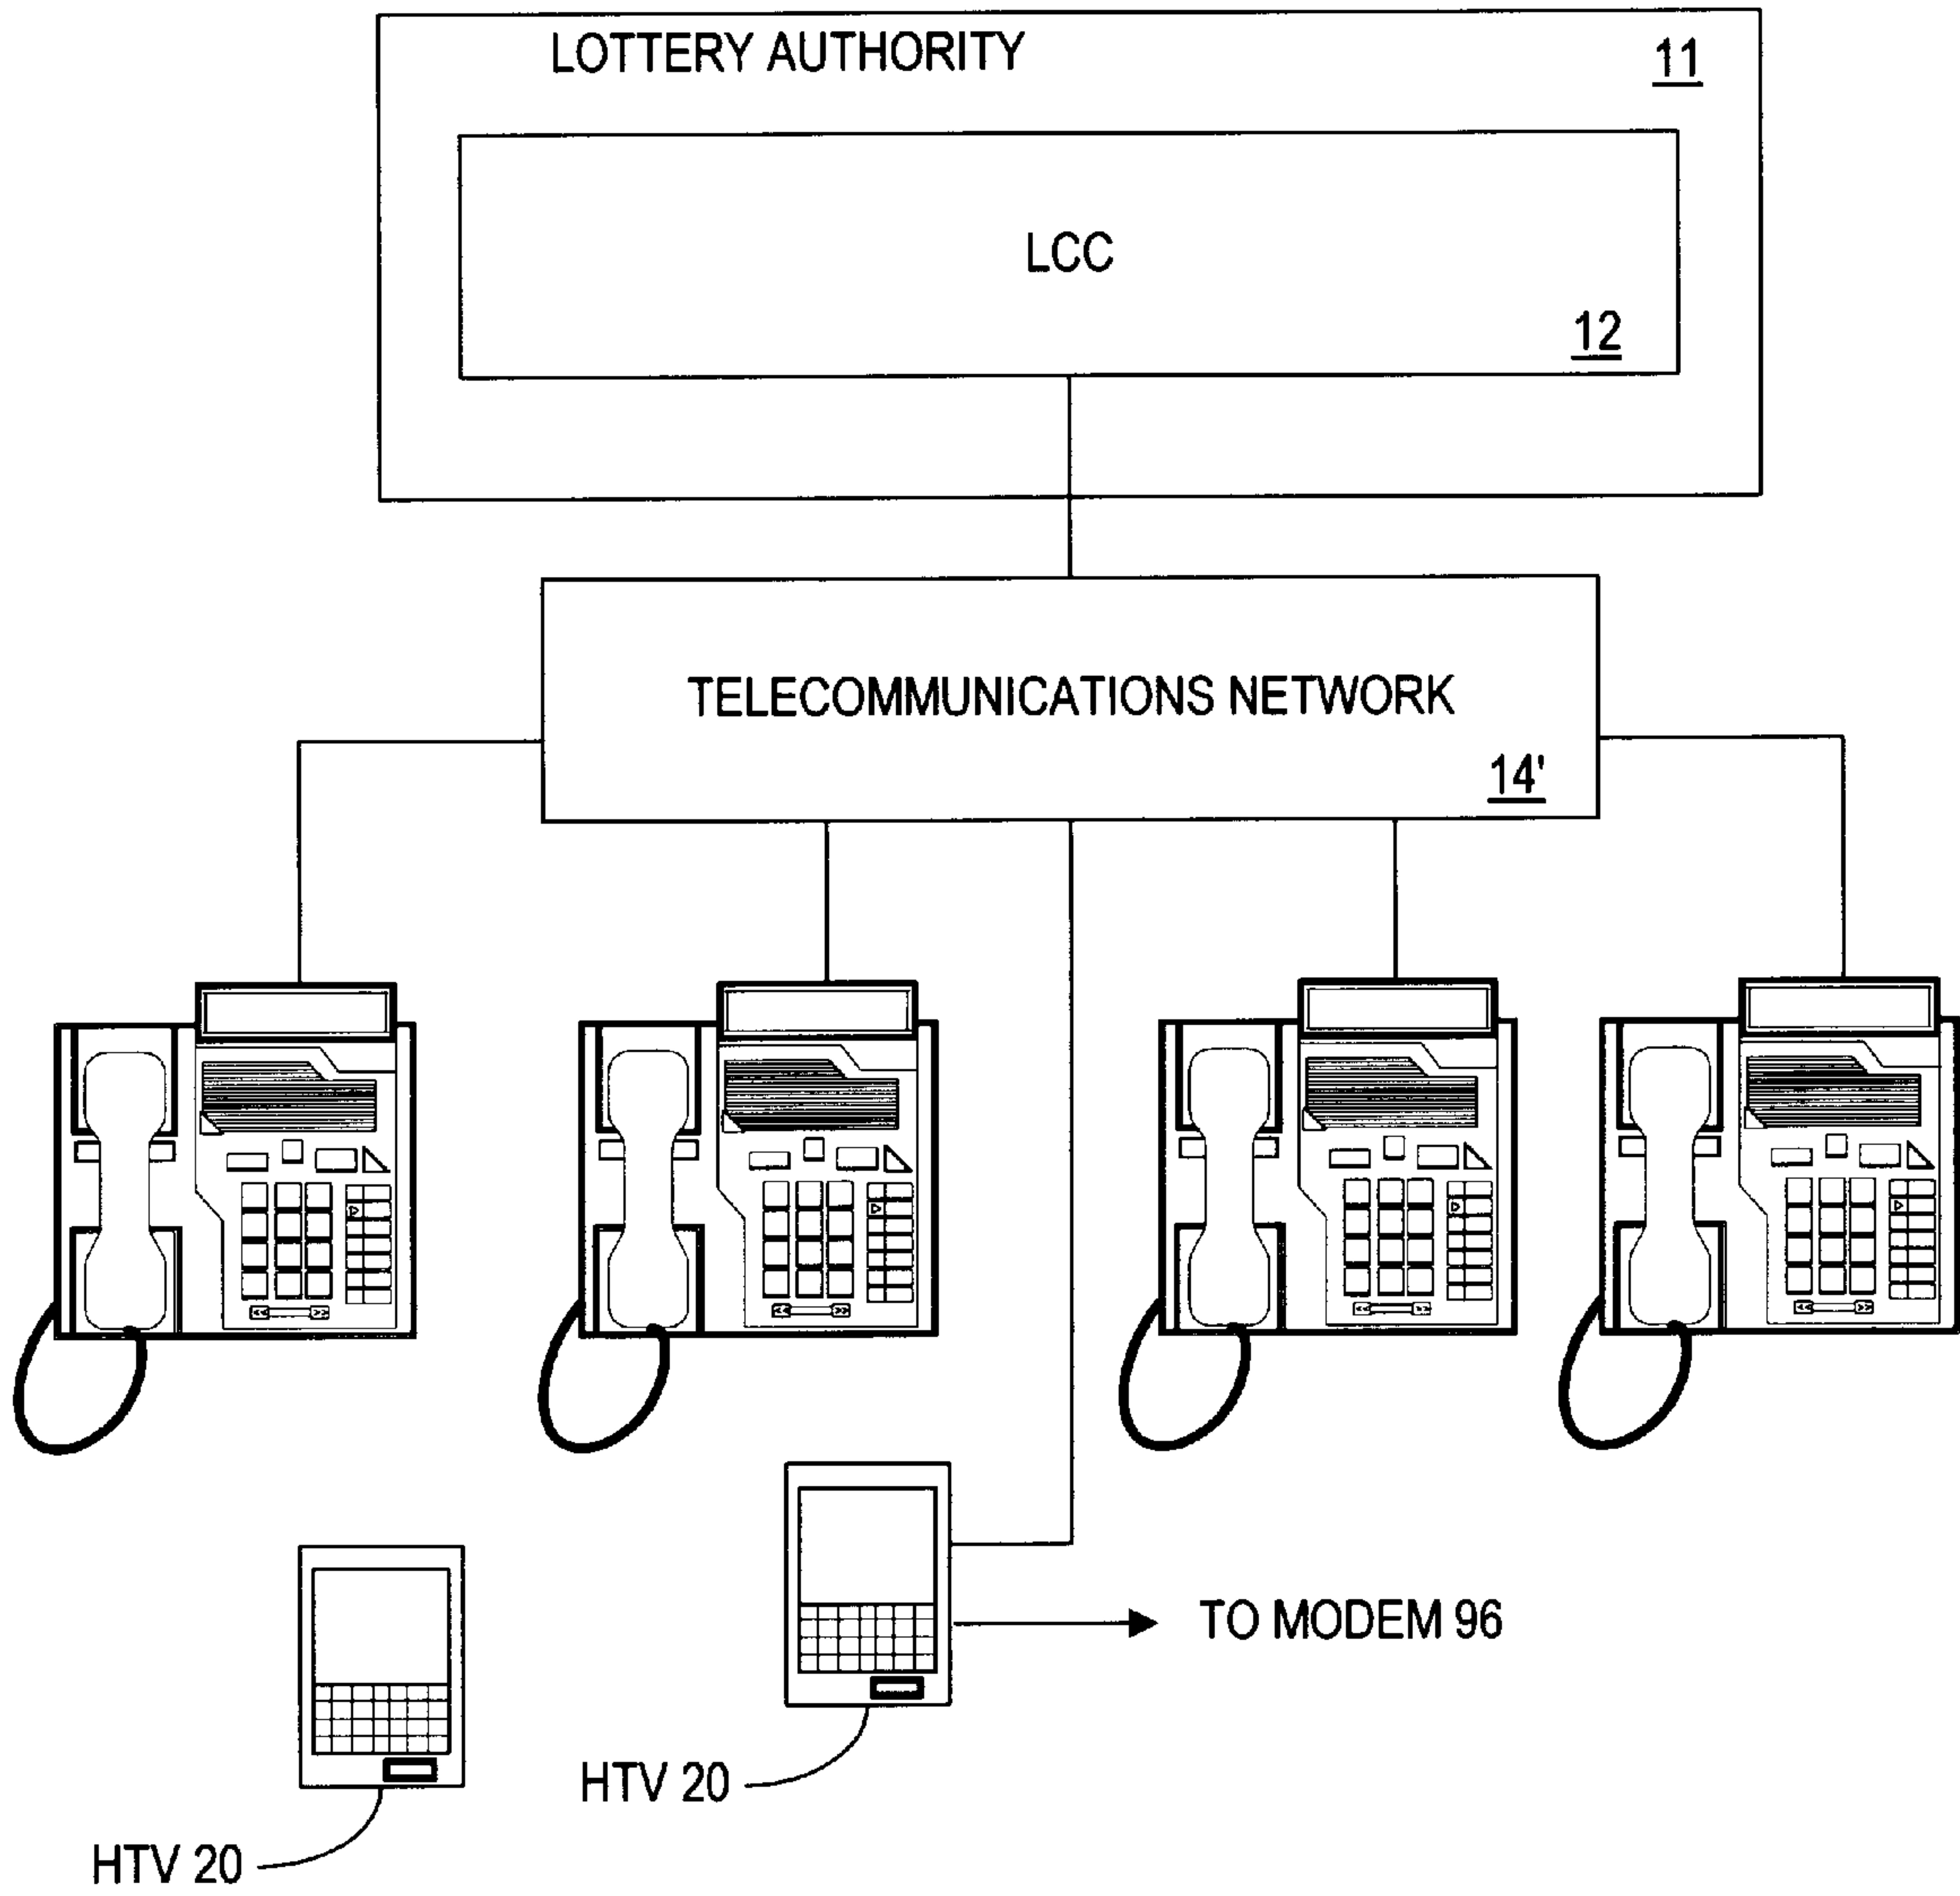 LOTTERY AUTHORITY
11
LCC
12
TELECOMMUNICATIONS NETWORK
14'
TO MODEM 96
HTV 20
HTV 20